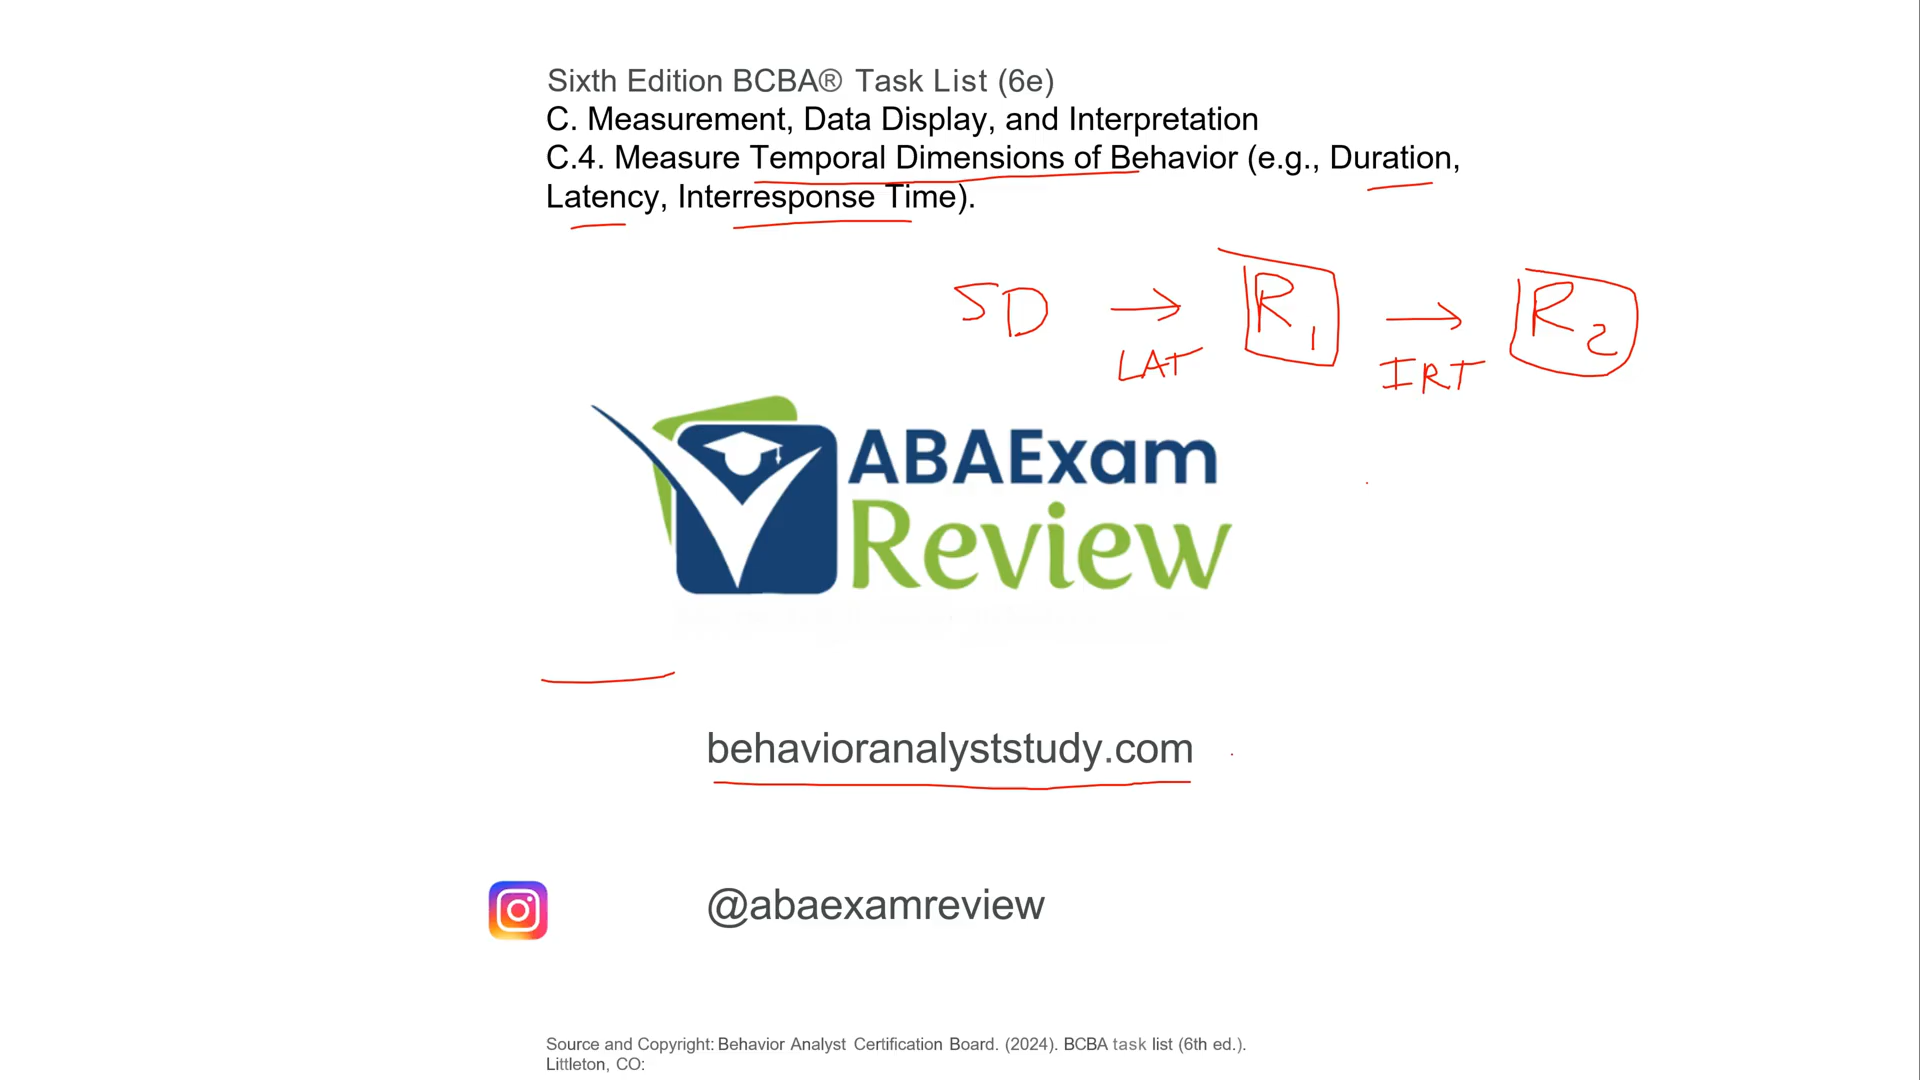 Sixth Edition BCBA® Task List (6e)
C. Measurement, Data Display, and Interpretation
C.4. Measure Temporal Dimensions of Behavior (e.g., Duration,
Latency, Interresponse Time).
SD → R1 → R2
LAT IRT
ABAExam
Review
behavioranalyststudy.com
@abaexamreview
Source and Copyright: Behavior Analyst Certification Board. (2024). BCBA task list (6th ed.).
Littleton, CO: